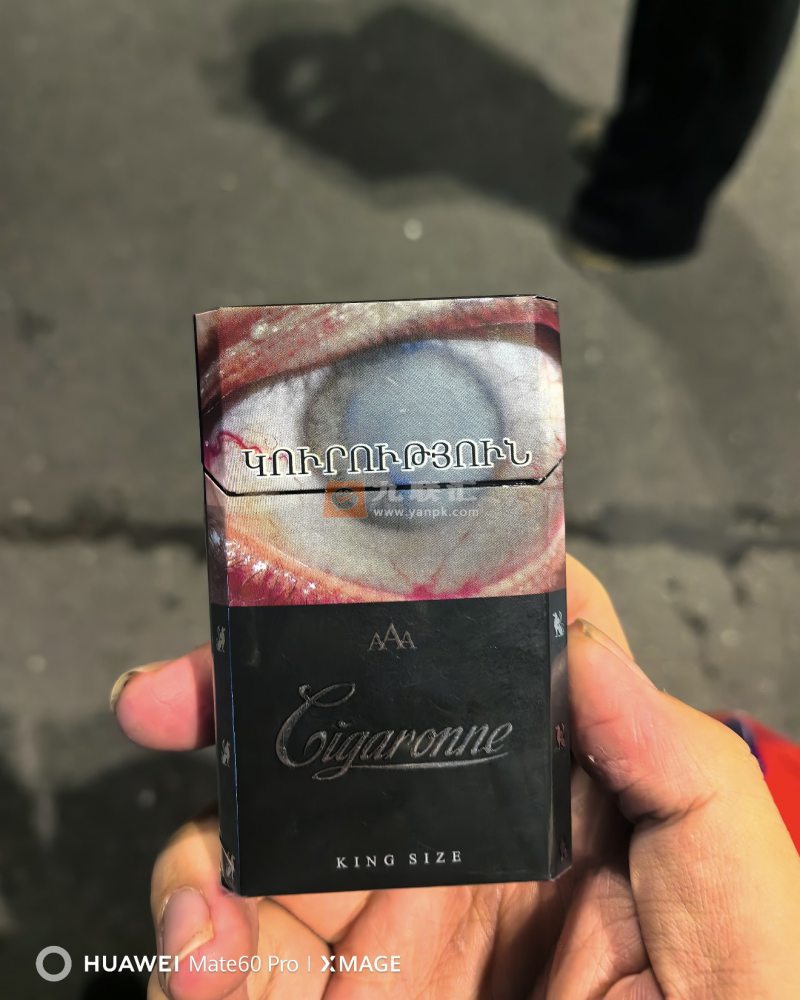 ԿՈՒՐՈՒԹՅՈՒՆ
www.yanpk.com
AAA
Cigaronne
KING SIZE
HUAWEI Mate60 Pro | XMAGE